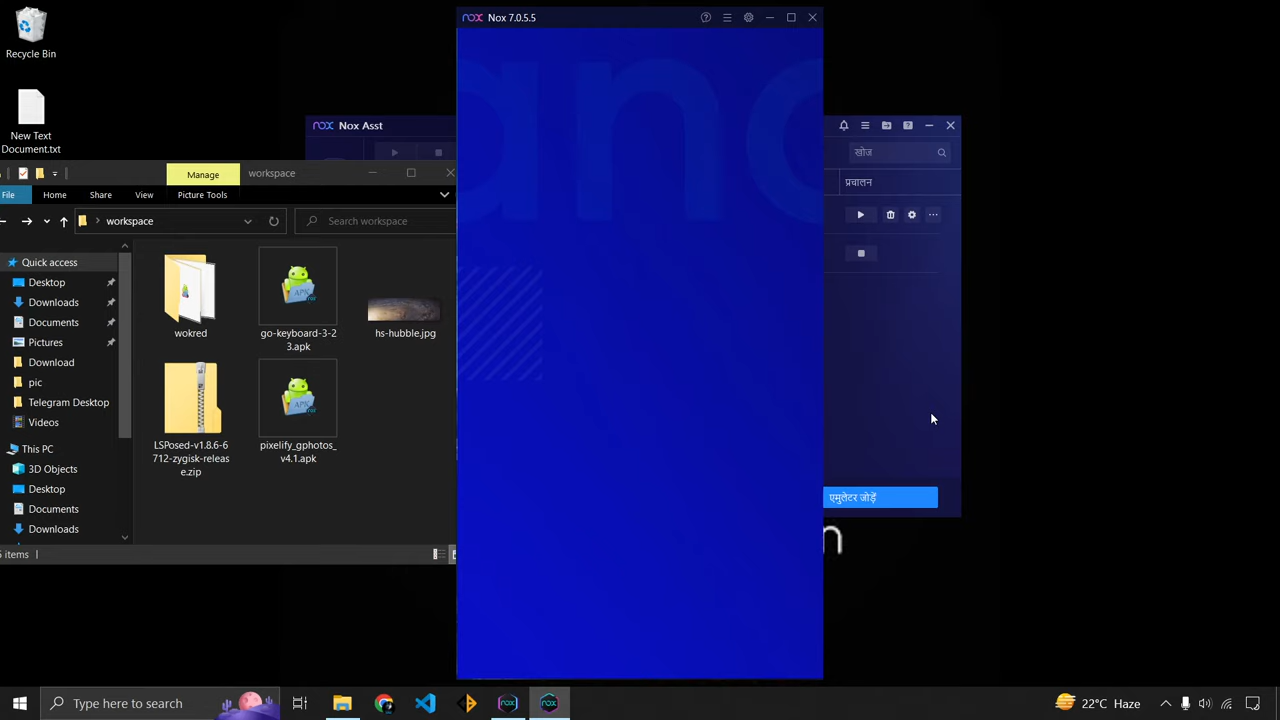 Recycle Bin
New Text
Document.txt
nox Nox 7.0.5.5
nox Nox Asst
खोज
प्रचालन
एमुलेटर जोड़ें
Manage
workspace
File
Home
Share
View
Picture Tools
workspace
Search workspace
Quick access
Desktop
Downloads
Documents
Pictures
Download
pic
Telegram Desktop
Videos
This PC
3D Objects
Desktop
Documents
Downloads
wokred
go-keyboard-3-2
3.apk
hs-hubble.jpg
LSPosed-v1.8.6-6
712-zygisk-releas
e.zip
pixelify_gphotos_
v4.1.apk
items
Type here to search
22°C Haze